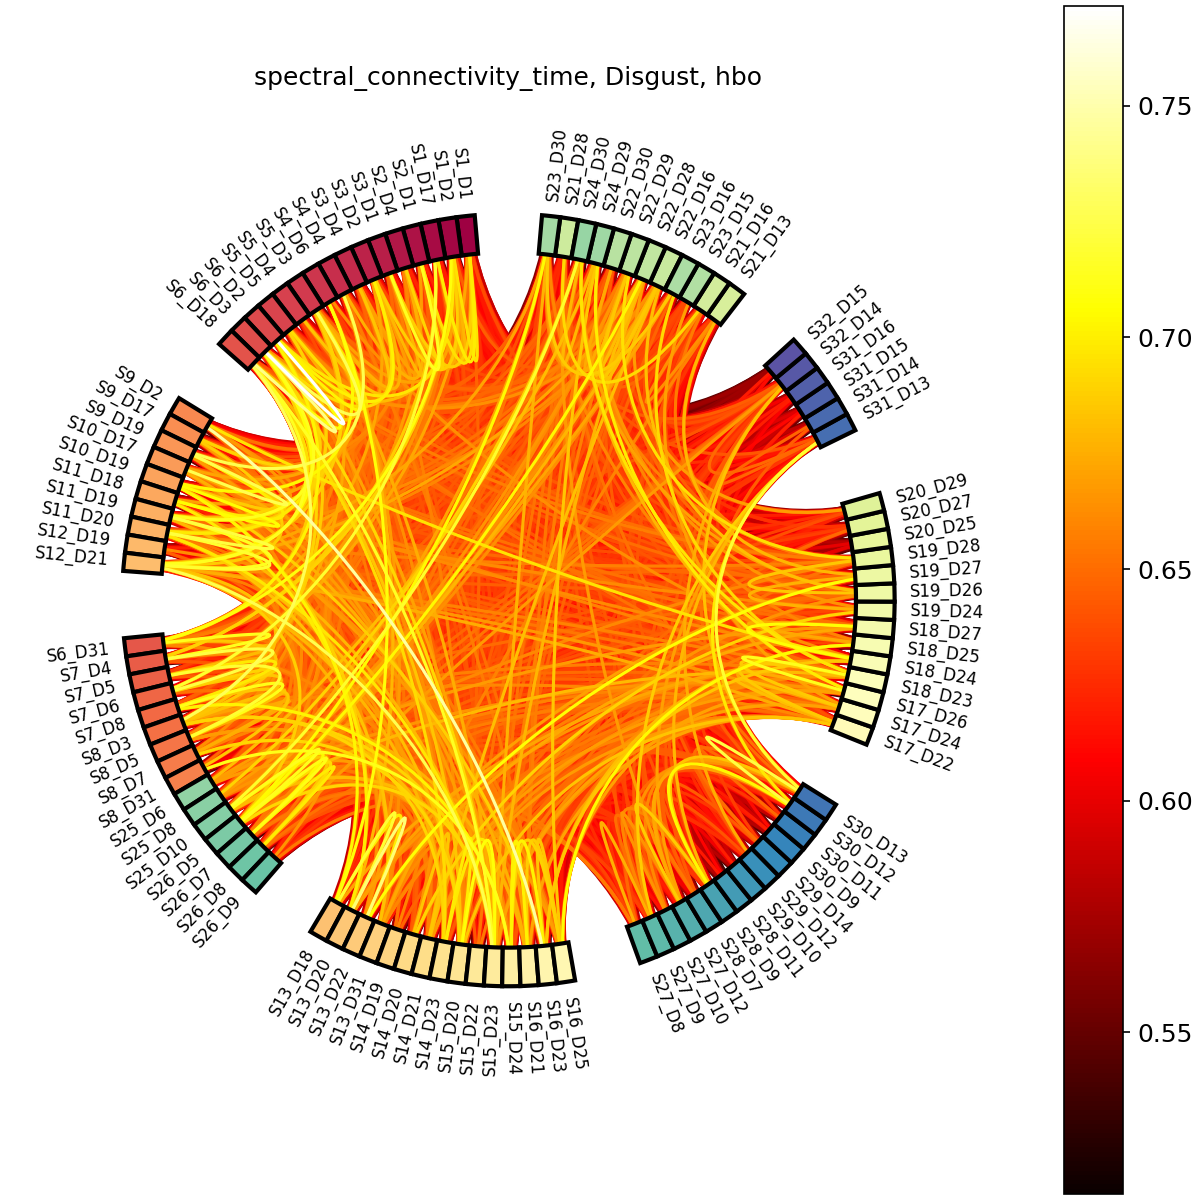 spectral_connectivity_time, Disgust, hbo
S1_D1
S1_D2
S1_D17
S2_D1
S2_D4
S3_D1
S3_D2
S3_D4
S4_D4
S4_D6
S5_D3
S5_D4
S5_D5
S6_D2
S6_D3
S6_D18
S9_D2
S9_D17
S9_D19
S10_D17
S10_D19
S11_D18
S11_D19
S11_D20
S12_D19
S12_D21
S6_D31
S7_D4
S7_D5
S7_D6
S7_D8
S8_D3
S8_D5
S8_D7
S8_D31
S25_D6
S25_D8
S25_D10
S26_D5
S26_D7
S26_D8
S26_D9
S13_D18
S13_D20
S13_D22
S13_D31
S14_D19
S14_D20
S14_D21
S14_D23
S15_D20
S15_D22
S15_D23
S15_D24
S16_D21
S16_D23
S16_D25
S27_D8
S27_D9
S27_D10
S27_D12
S28_D7
S28_D9
S28_D11
S29_D10
S29_D12
S29_D14
S30_D9
S30_D11
S30_D12
S30_D13
S17_D22
S17_D24
S17_D26
S18_D23
S18_D24
S18_D25
S18_D27
S19_D24
S19_D26
S19_D27
S19_D28
S20_D25
S20_D27
S20_D29
S31_D13
S31_D14
S31_D15
S31_D16
S32_D14
S32_D15
S21_D13
S21_D16
S23_D15
S23_D16
S22_D16
S22_D28
S22_D29
S22_D30
S24_D29
S24_D30
S21_D28
S23_D30
0.75
0.70
0.65
0.60
0.55